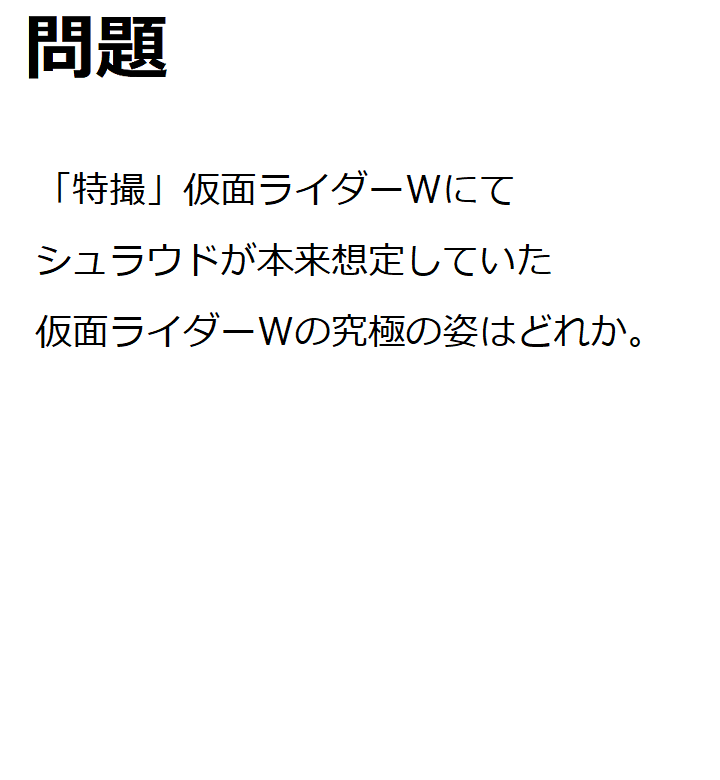 問題
「特撮」仮面ライダーWにて
シュラウドが本来想定していた
仮面ライダーWの究極の姿はどれか。